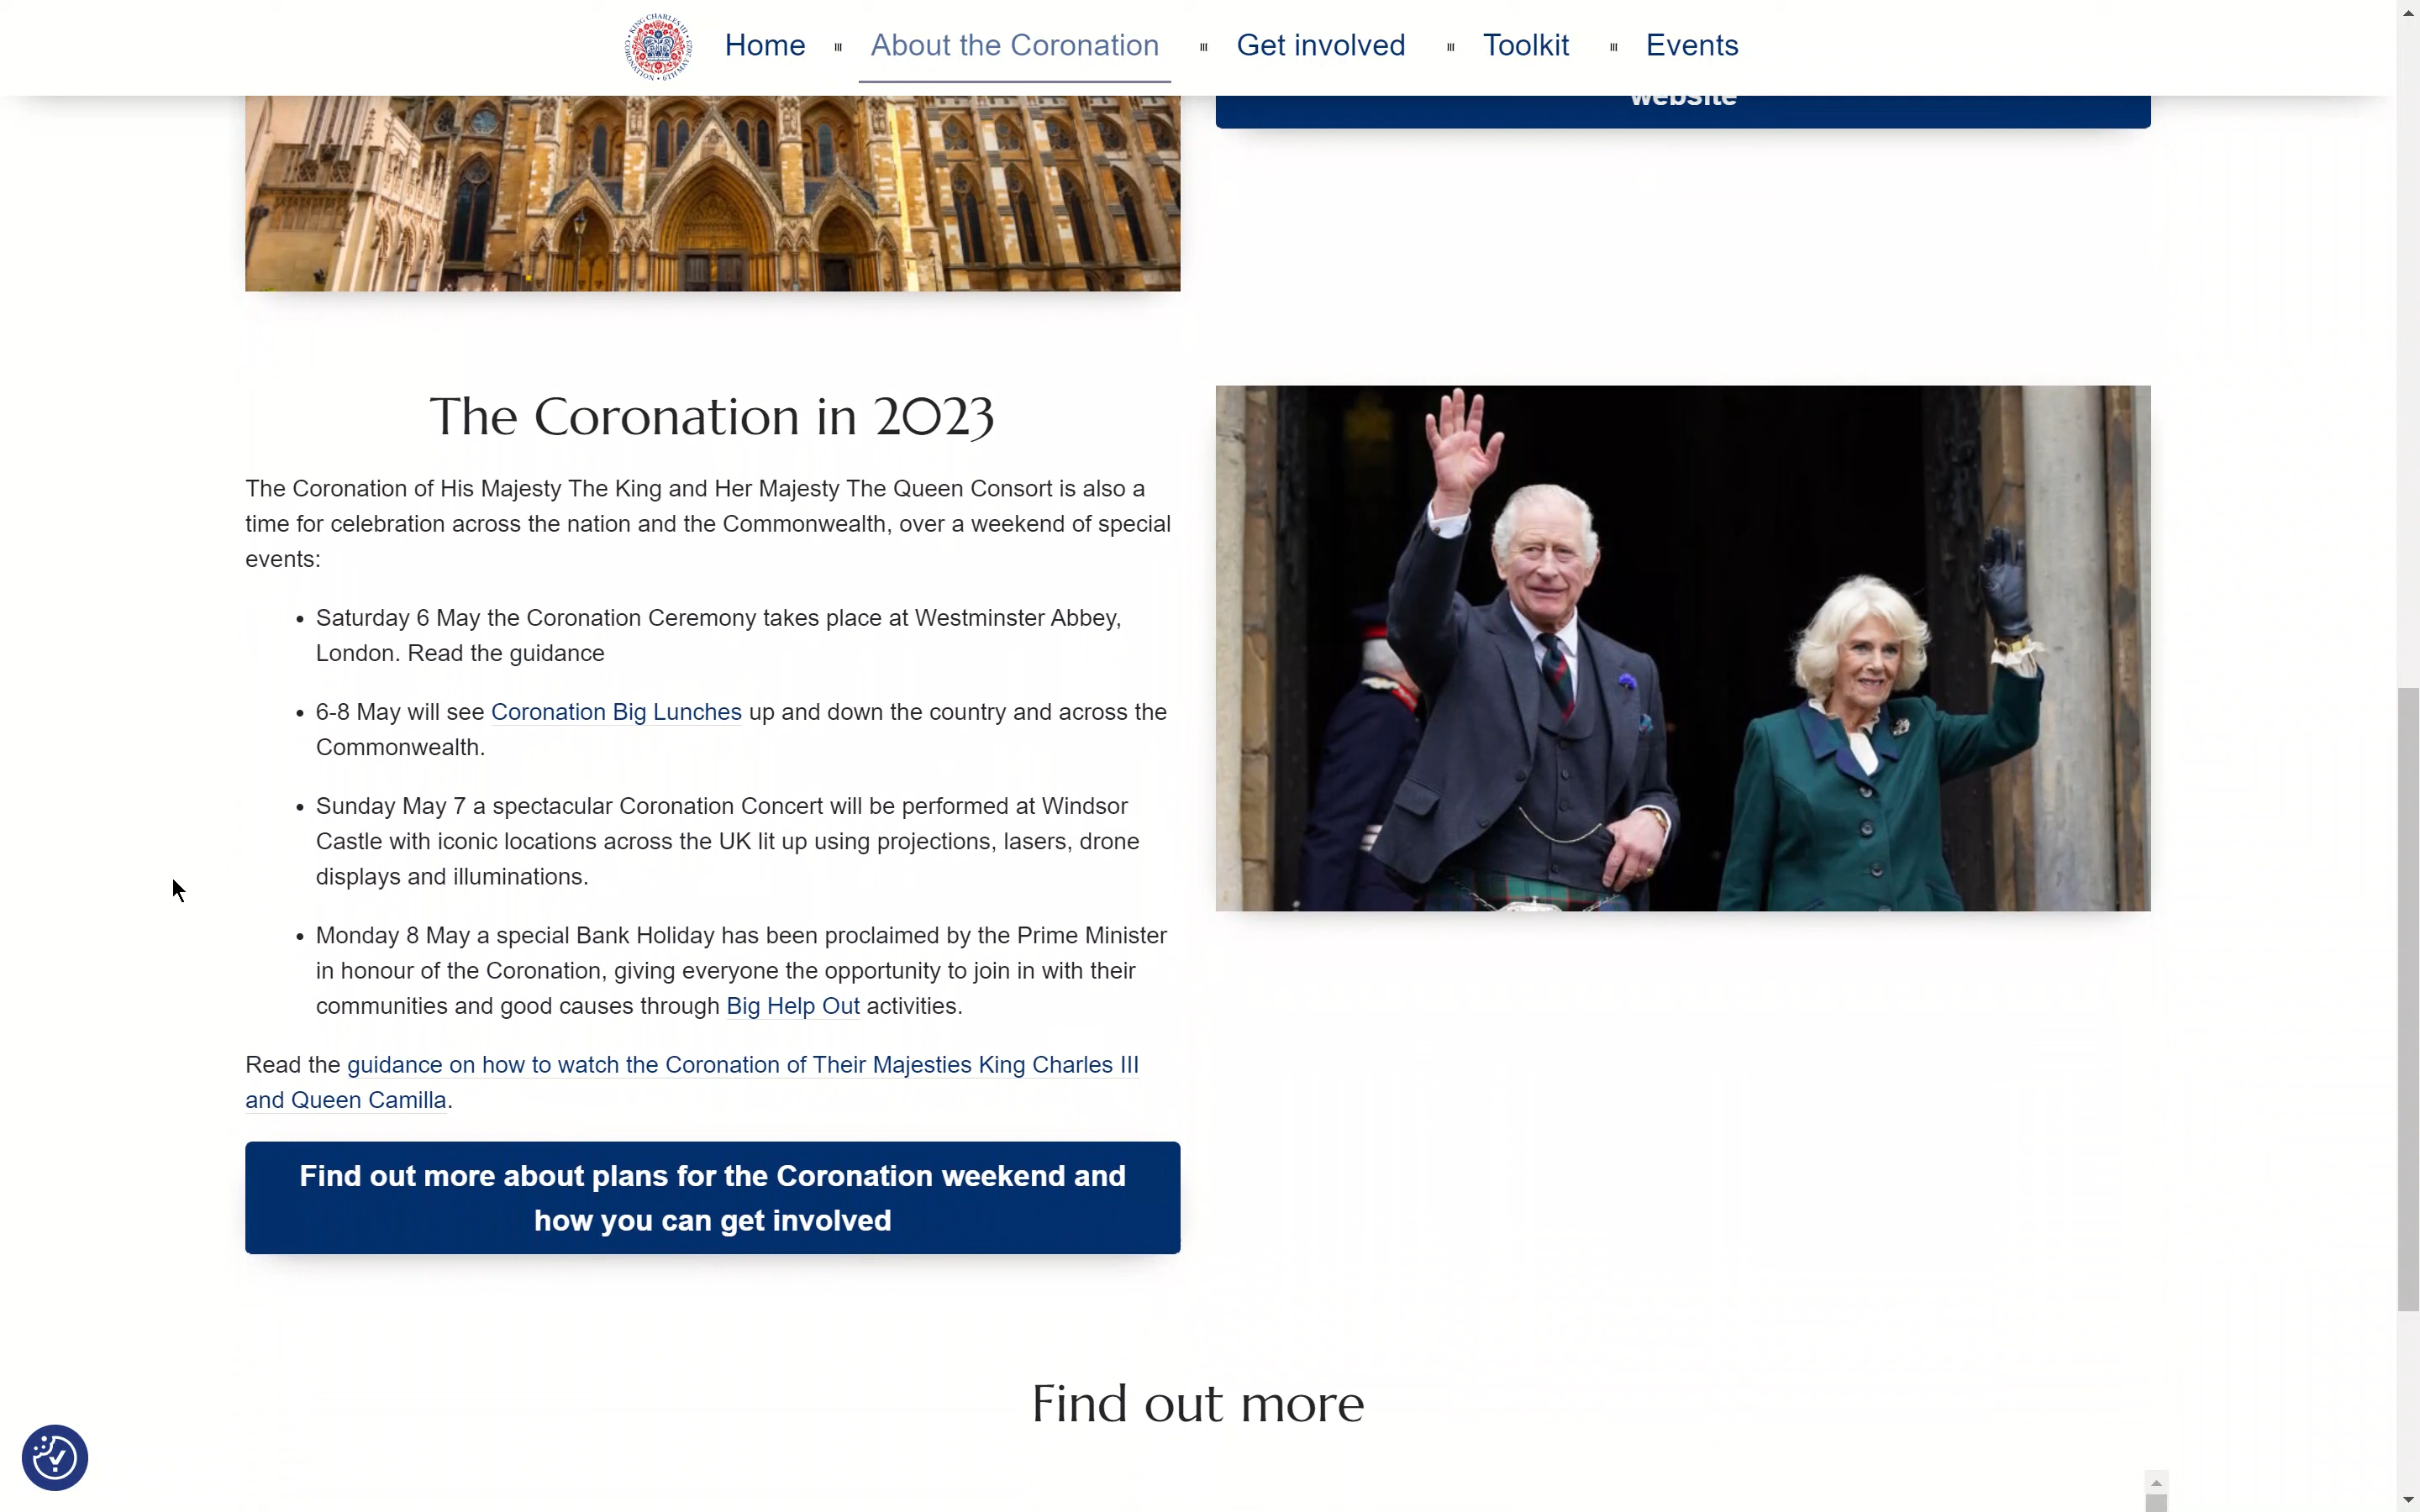 KING CHARLES III
CORONATION • 6TH MAY 2023
Home
About the Coronation
Get involved
Toolkit
Events
website
The Coronation in 2023
The Coronation of His Majesty The King and Her Majesty The Queen Consort is also a
time for celebration across the nation and the Commonwealth, over a weekend of special
events:
• Saturday 6 May the Coronation Ceremony takes place at Westminster Abbey,
London. Read the guidance
• 6-8 May will see Coronation Big Lunches up and down the country and across the
Commonwealth.
• Sunday May 7 a spectacular Coronation Concert will be performed at Windsor
Castle with iconic locations across the UK lit up using projections, lasers, drone
displays and illuminations.
• Monday 8 May a special Bank Holiday has been proclaimed by the Prime Minister
in honour of the Coronation, giving everyone the opportunity to join in with their
communities and good causes through Big Help Out activities.
Read the guidance on how to watch the Coronation of Their Majesties King Charles III
and Queen Camilla.
Find out more about plans for the Coronation weekend and
how you can get involved
Find out more